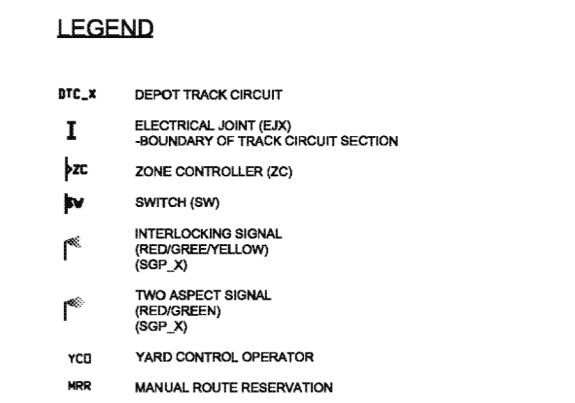 LEGEND
DTC_X DEPOT TRACK CIRCUIT
I ELECTRICAL JOINT (EJX)
-BOUNDARY OF TRACK CIRCUIT SECTION
ZC ZONE CONTROLLER (ZC)
SW SWITCH (SW)
INTERLOCKING SIGNAL
(RED/GREE/YELLOW)
(SGP_X)
TWO ASPECT SIGNAL
(RED/GREEN)
(SGP_X)
YCO YARD CONTROL OPERATOR
MRR MANUAL ROUTE RESERVATION